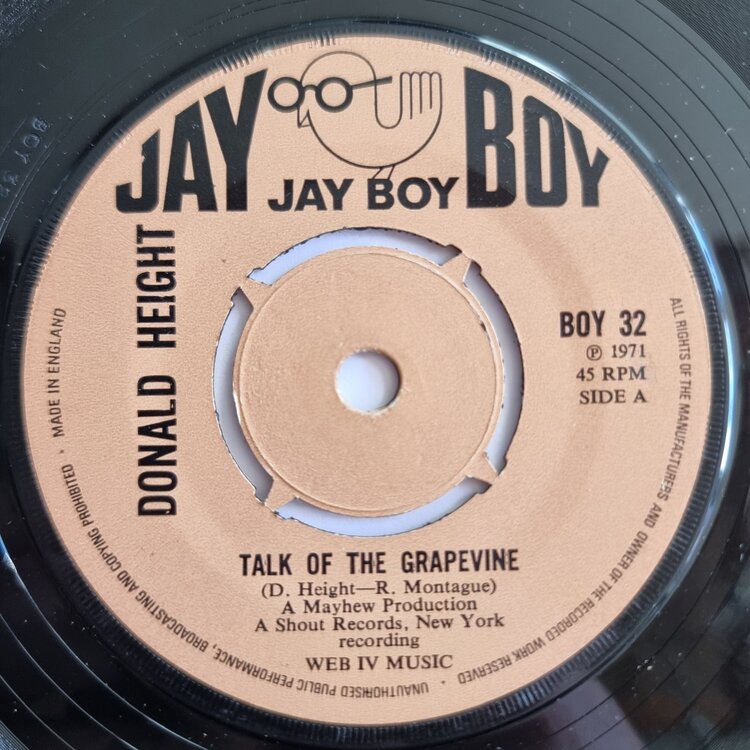 JAY BOY
JAY BOY
DONALD HEIGHT
BOY 32
℗ 1971
45 RPM
SIDE A
TALK OF THE GRAPEVINE
(D. Height—R. Montague)
A Mayhew Production
A Shout Records, New York
recording
WEB IV MUSIC
ALL RIGHTS OF THE MANUFACTURERS AND OWNER OF THE RECORDED WORK RESERVED · UNAUTHORISED PUBLIC PERFORMANCE, BROADCASTING AND COPYING PROHIBITED · MADE IN ENGLAND